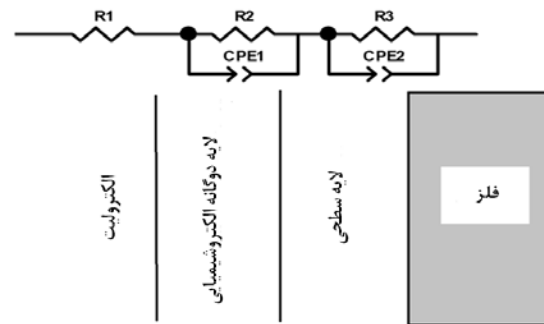 R1
R2
R3
CPE1
CPE2
الکترولیت
لایه دوگانه الکتروشیمیایی
لایه سطحی
فلز